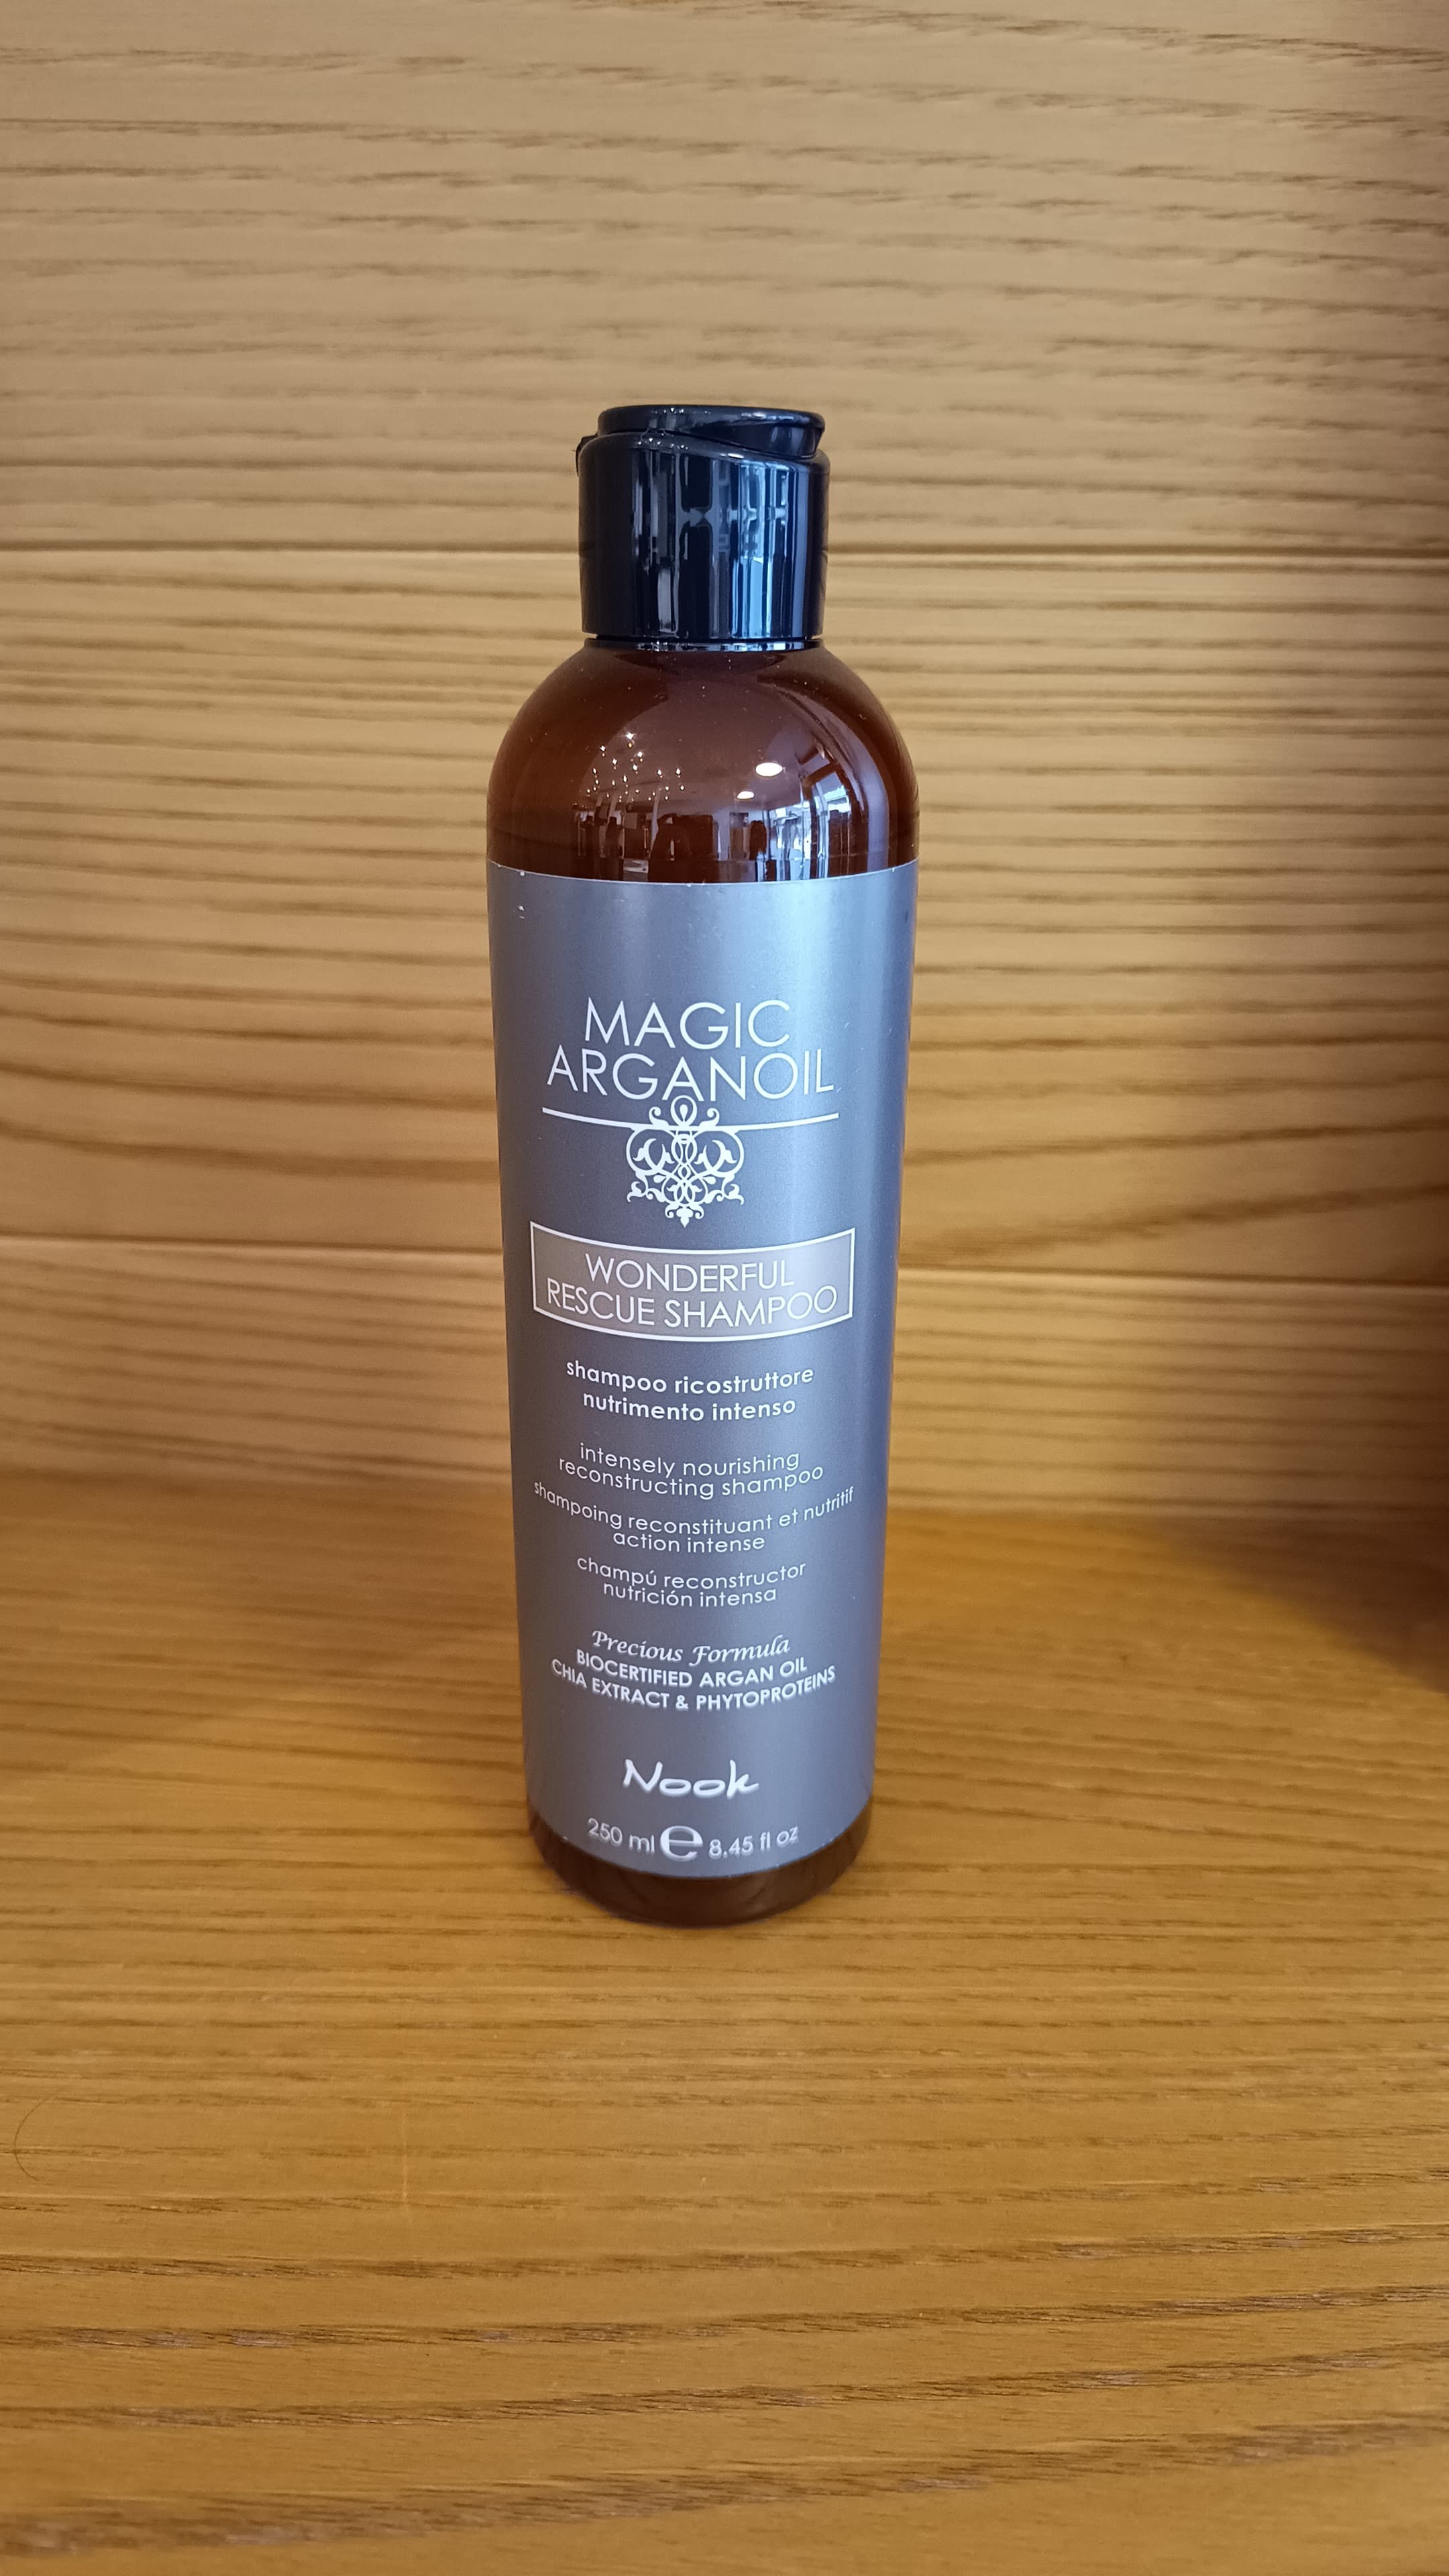 MAGIC
ARGANOIL
WONDERFUL
RESCUE SHAMPOO
shampoo ricostruttore
nutrimento intenso
intensely nourishing
reconstructing shampoo
shampoing reconstituant et nutritif
action intense
champú reconstructor
nutrición intensa
Precious Formula
BIOCERTIFIED ARGAN OIL
CHIA EXTRACT & PHYTOPROTEINS
Nook
250 ml ℮ 8.45 fl oz